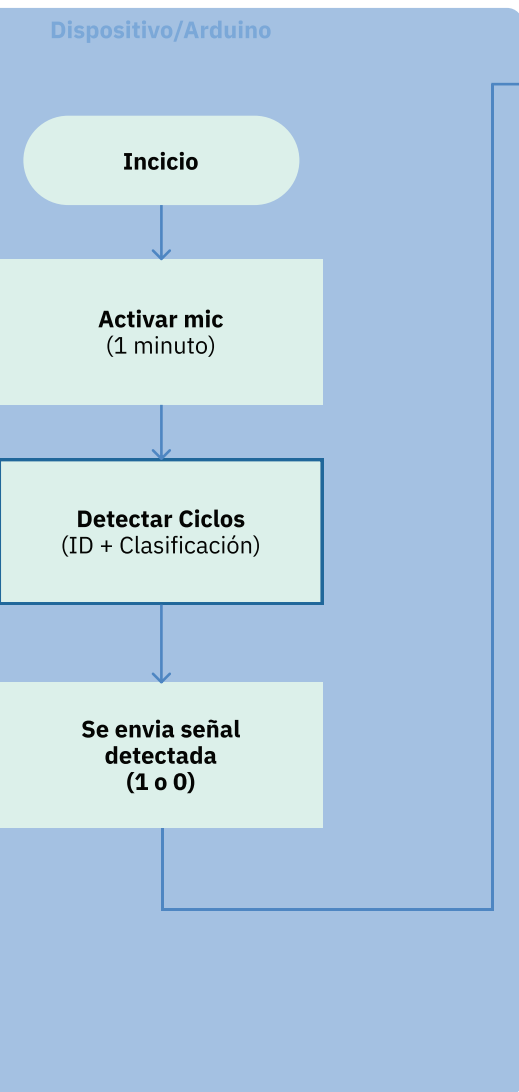 Dispositivo/Arduino
Incicio
Activar mic
(1 minuto)
Detectar Ciclos
(ID + Clasificación)
Se envia señal
detectada
(1 o 0)